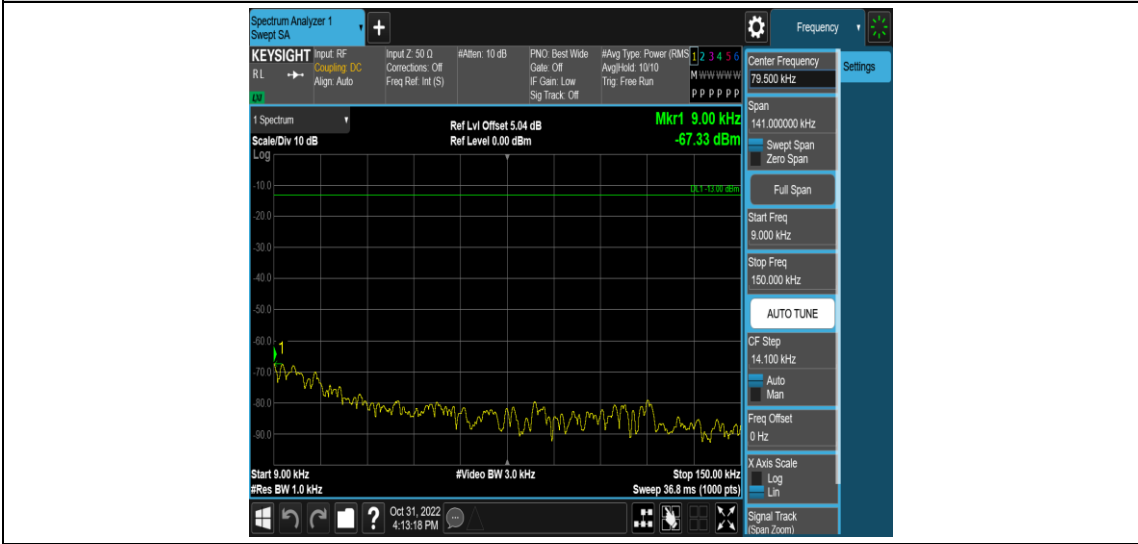 Spectrum Analyzer 1
Swept SA
+
Frequency
KEYSIGHT
RL
LXI
Input: RF
Coupling: DC
Align: Auto
Input Z: 50 Ω
Corrections: Off
Freq Ref: Int (S)
#Atten: 10 dB
PNO: Best Wide
Gate: Off
IF Gain: Low
Sig Track: Off
#Avg Type: Power (RMS
Avg|Hold: 10/10
Trig: Free Run
1 2 3 4 5 6
M W W W W W
P P P P P P
1 Spectrum
Scale/Div 10 dB
Log
Ref Lvl Offset 5.04 dB
Ref Level 0.00 dBm
Mkr1 9.00 kHz
-67.33 dBm
DL1 -13.00 dBm
-10.0
-20.0
-30.0
-40.0
-50.0
-60.0
-70.0
-80.0
-90.0
1
Start 9.00 kHz
#Res BW 1.0 kHz
#Video BW 3.0 kHz
Stop 150.00 kHz
Sweep 36.8 ms (1000 pts)
Oct 31, 2022
4:13:18 PM
?
Center Frequency
79.500 kHz
Settings
Span
141.000000 kHz
Swept Span
Zero Span
Full Span
Start Freq
9.000 kHz
Stop Freq
150.000 kHz
AUTO TUNE
CF Step
14.100 kHz
Auto
Man
Freq Offset
0 Hz
X Axis Scale
Log
Lin
Signal Track
(Span Zoom)